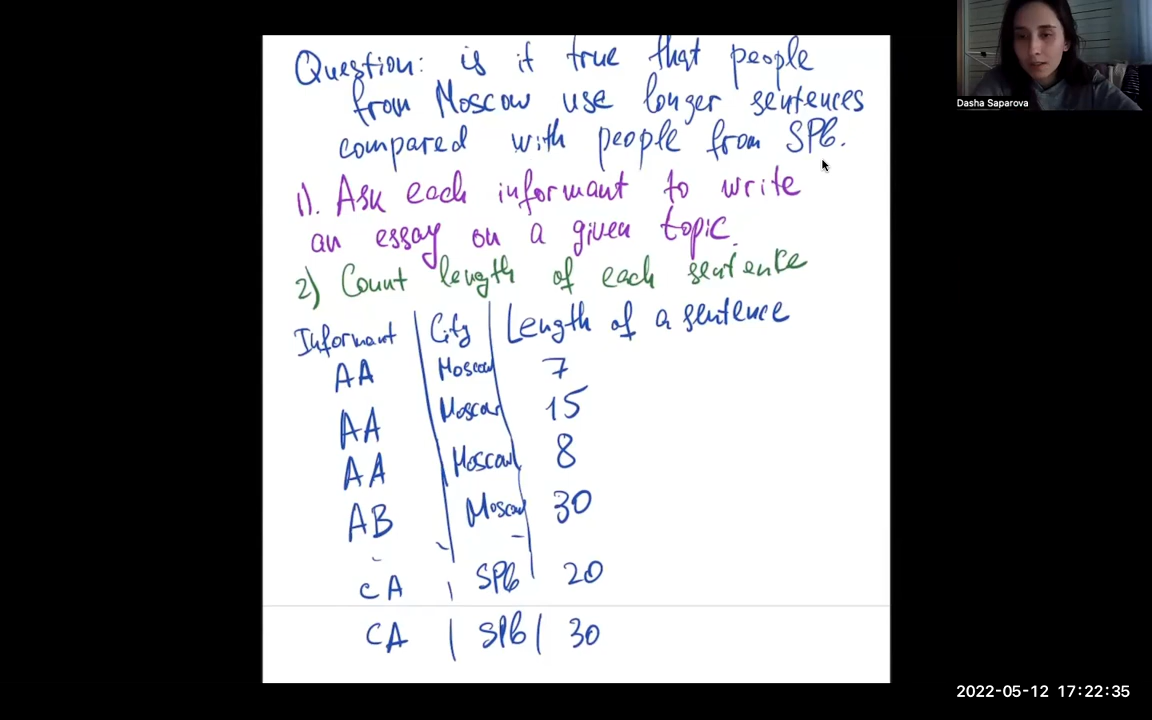 Question: is it true that people
from Moscow use longer sentences
compared with people from SPb.
1). Ask each informant to write
an essay on a given topic.
2) Count length of each sentence
Informant | City | Length of a sentence
AA Moscow 7
AA Moscow 15
AA Moscow 8
AB Moscow 30
CA | SPb | 20
CA | SPb | 30
Dasha Saparova
2022-05-12 17:22:35